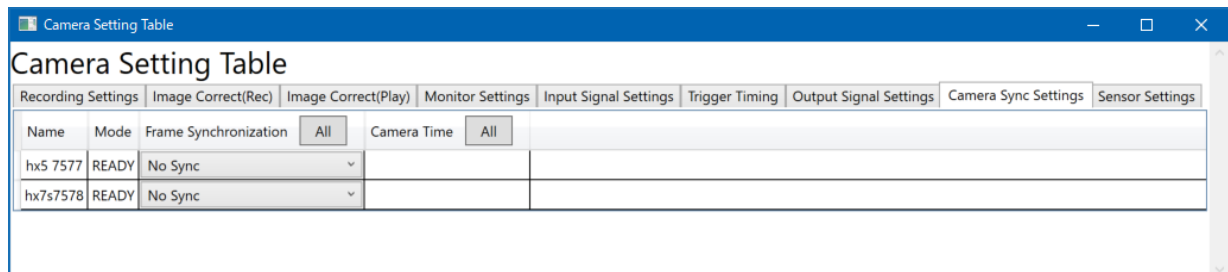 Camera Setting Table
Camera Setting Table
Recording Settings Image Correct(Rec) Image Correct(Play) Monitor Settings Input Signal Settings Trigger Timing Output Signal Settings Camera Sync Settings Sensor Settings
Name Mode Frame Synchronization All Camera Time All
hx5 7577 READY No Sync
hx7s7578 READY No Sync